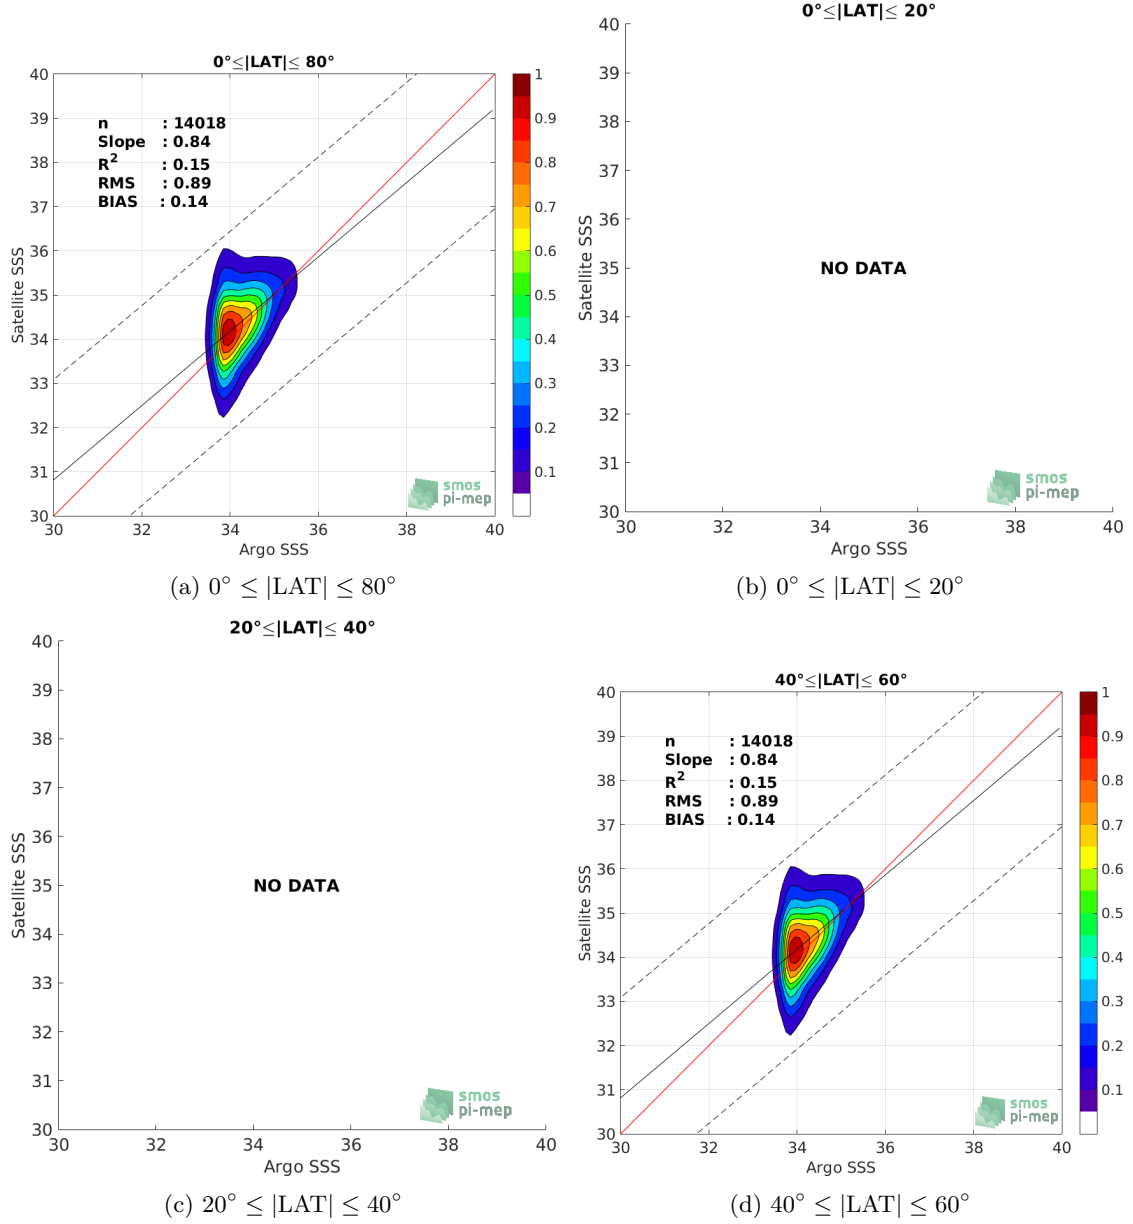 0°≤|LAT|≤ 80°
40
39
38
37
36
35
34
33
32
31
30
Satellite SSS
n : 14018
Slope : 0.84
R2 : 0.15
RMS : 0.89
BIAS : 0.14
smos
pi-mep
30 32 34 36 38 40
Argo SSS
1
0.9
0.8
0.7
0.6
0.5
0.4
0.3
0.2
0.1
(a) 0° ≤ |LAT| ≤ 80°
0°≤|LAT|≤ 20°
40
39
38
37
36
35
34
33
32
31
30
Satellite SSS
NO DATA
smos
pi-mep
30 32 34 36 38 40
Argo SSS
(b) 0° ≤ |LAT| ≤ 20°
20°≤|LAT|≤ 40°
40
39
38
37
36
35
34
33
32
31
30
Satellite SSS
NO DATA
smos
pi-mep
30 32 34 36 38 40
Argo SSS
(c) 20° ≤ |LAT| ≤ 40°
40°≤|LAT|≤ 60°
40
39
38
37
36
35
34
33
32
31
30
Satellite SSS
n : 14018
Slope : 0.84
R2 : 0.15
RMS : 0.89
BIAS : 0.14
smos
pi-mep
30 32 34 36 38 40
Argo SSS
1
0.9
0.8
0.7
0.6
0.5
0.4
0.3
0.2
0.1
(d) 40° ≤ |LAT| ≤ 60°